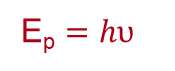 Eₚ = hυ